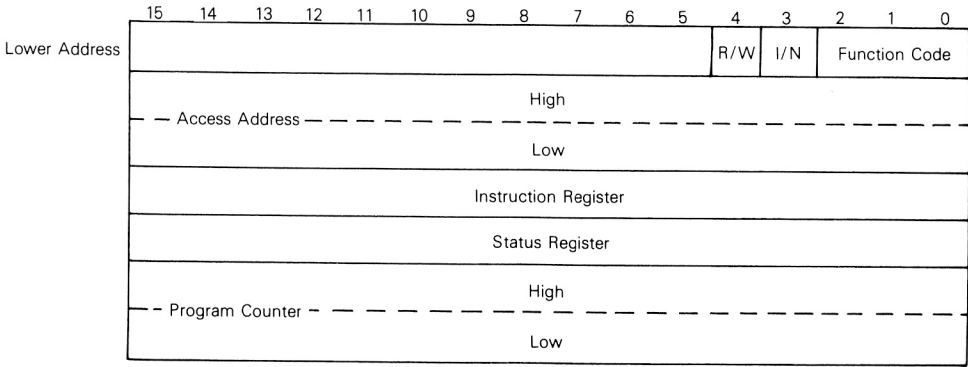 15 14 13 12 11 10 9 8 7 6 5 4 3 2 1 0
Lower Address R/W I/N Function Code
High
Access Address
Low
Instruction Register
Status Register
High
Program Counter
Low